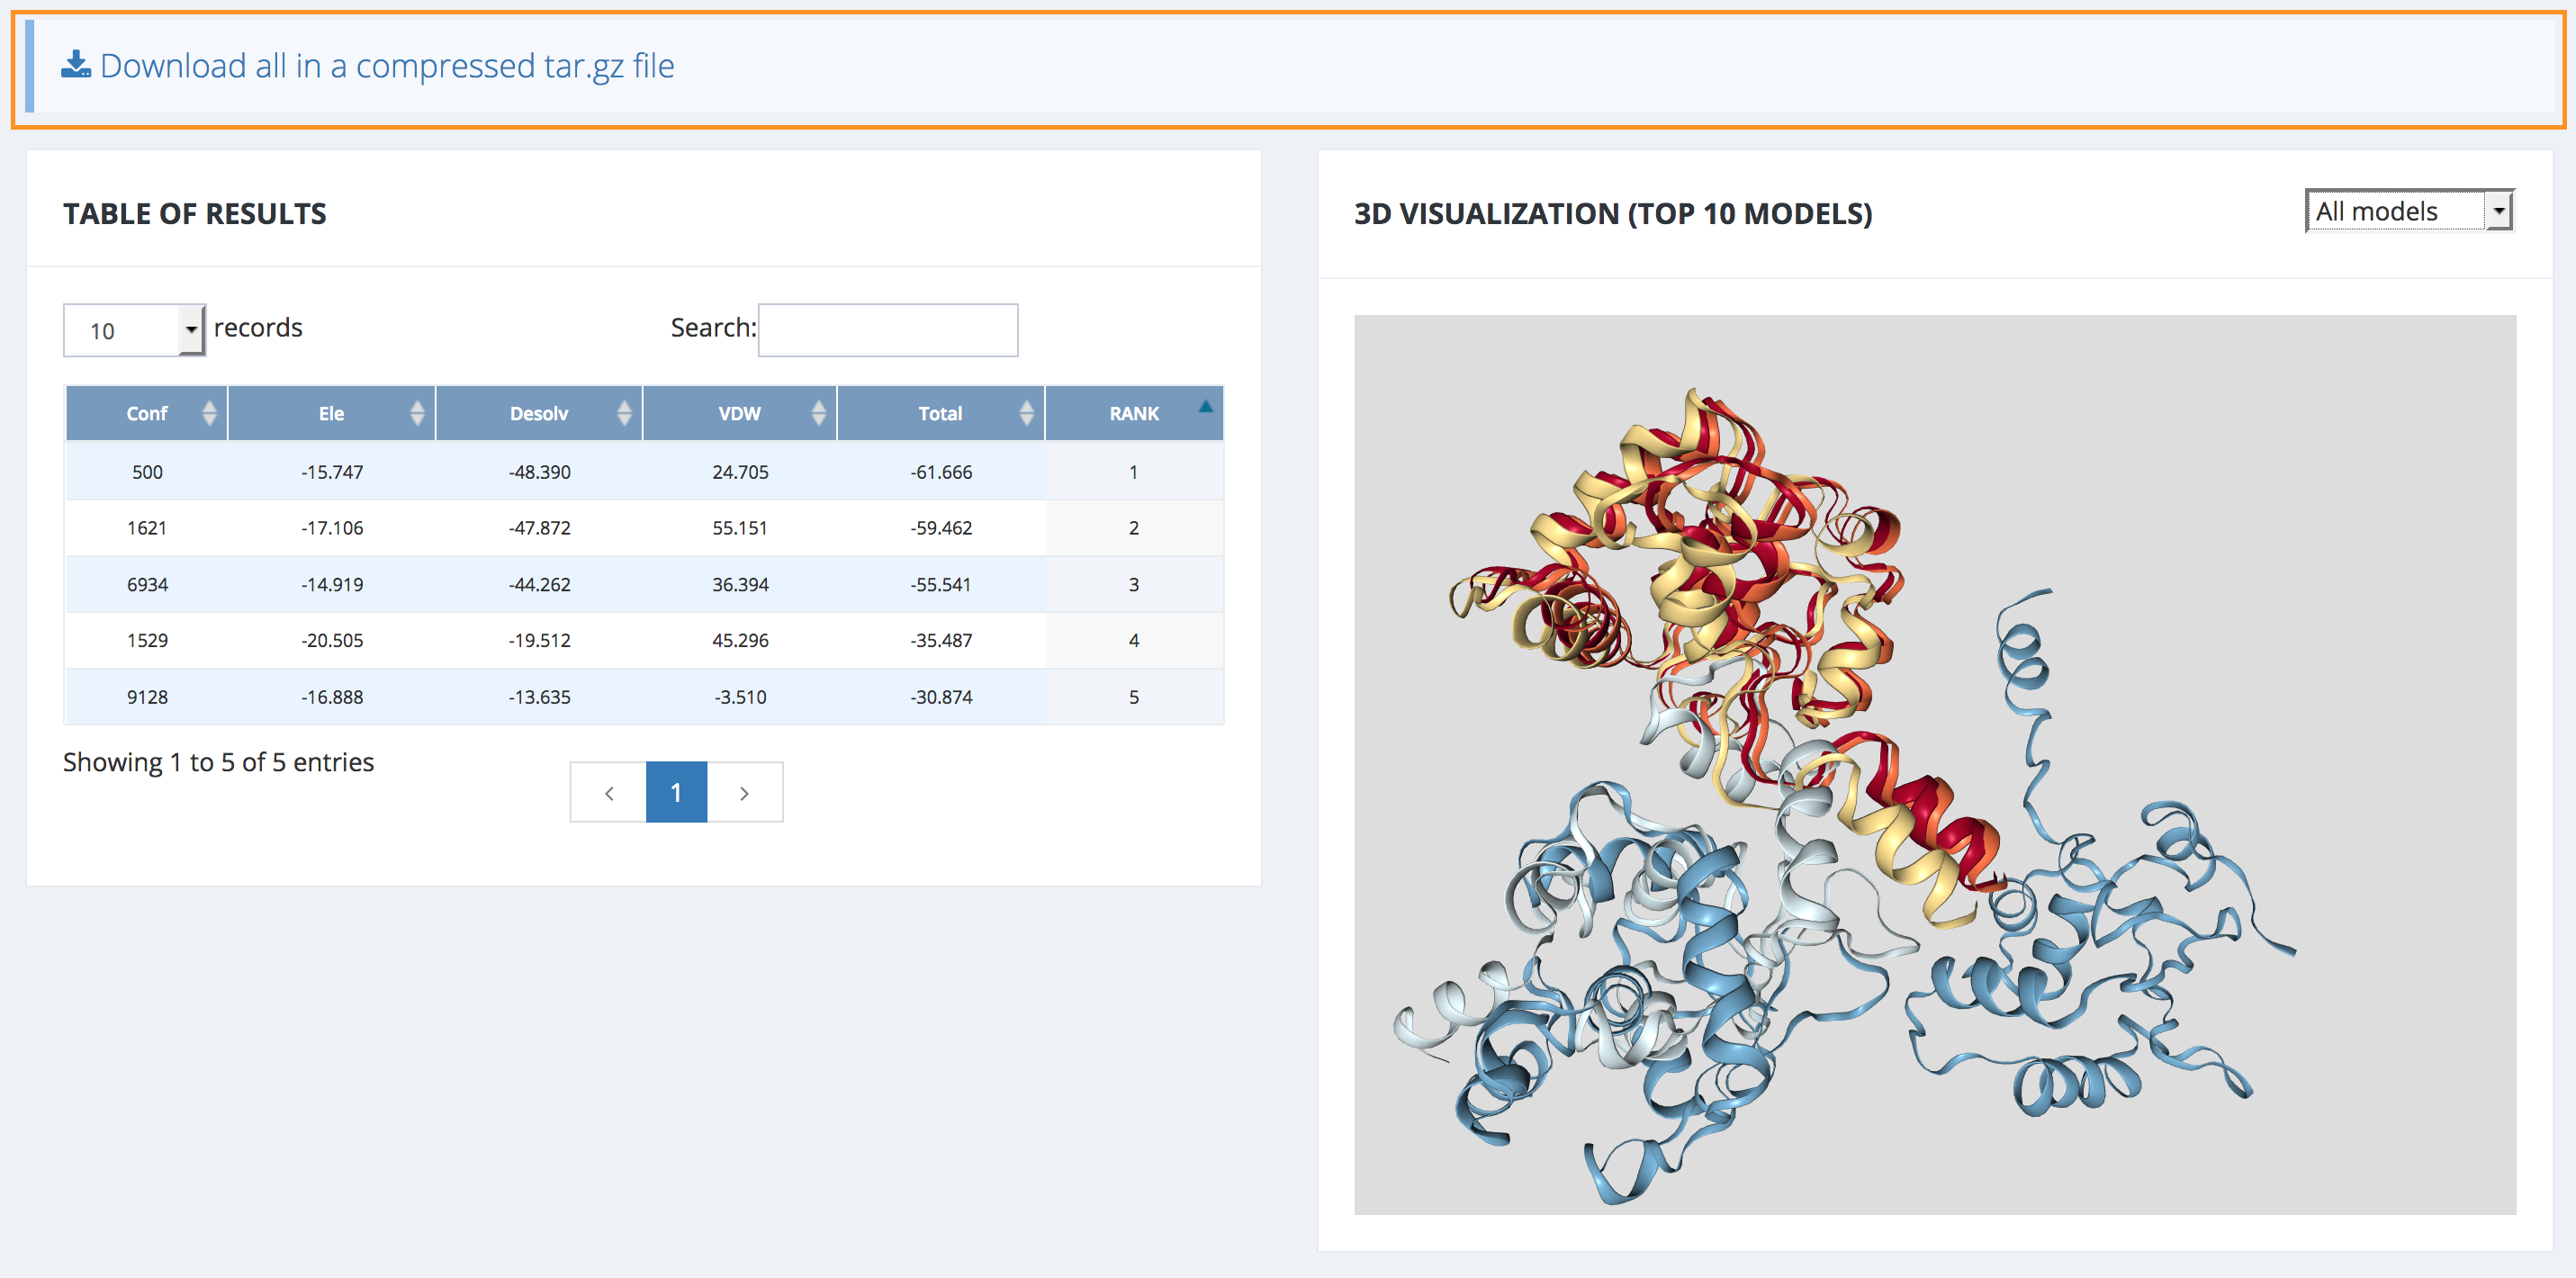 Download all in a compressed tar.gz file
TABLE OF RESULTS
10 records Search:
Conf Ele Desolv VDW Total RANK
500 -15.747 -48.390 24.705 -61.666 1
1621 -17.106 -47.872 55.151 -59.462 2
6934 -14.919 -44.262 36.394 -55.541 3
1529 -20.505 -19.512 45.296 -35.487 4
9128 -16.888 -13.635 -3.510 -30.874 5
Showing 1 to 5 of 5 entries
1
3D VISUALIZATION (TOP 10 MODELS)
All models